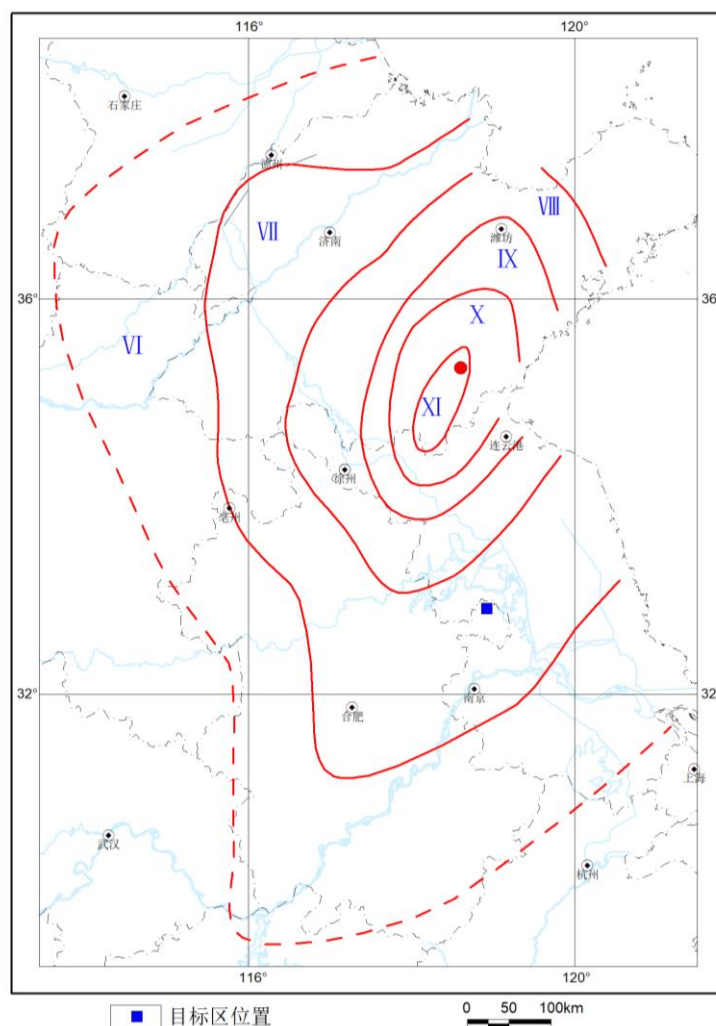 116° 120°
石家庄
德州
VIII
VII
济南
潍坊
IX
36° 36
X
VI
XI
连云港
徐州
亳州
32° 32
南京
合肥
上海
武汉
杭州
116° 120°
目标区位置
0 50 100km